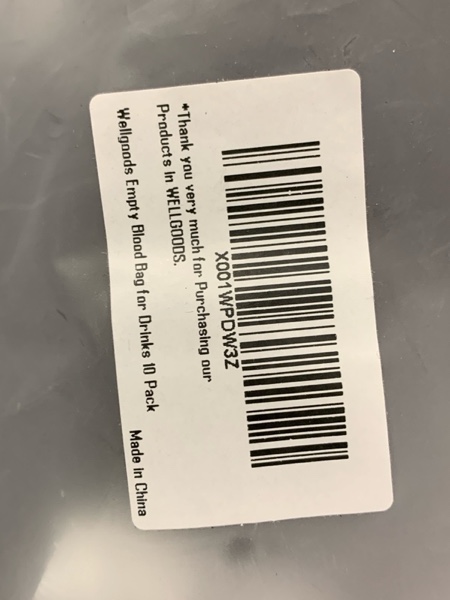 X001WPDW3Z
*Thank you very much for Purchasing our
Products in WELLGOODS.
Wellgoods Empty Blood Bag for Drinks 10 Pack Made in China